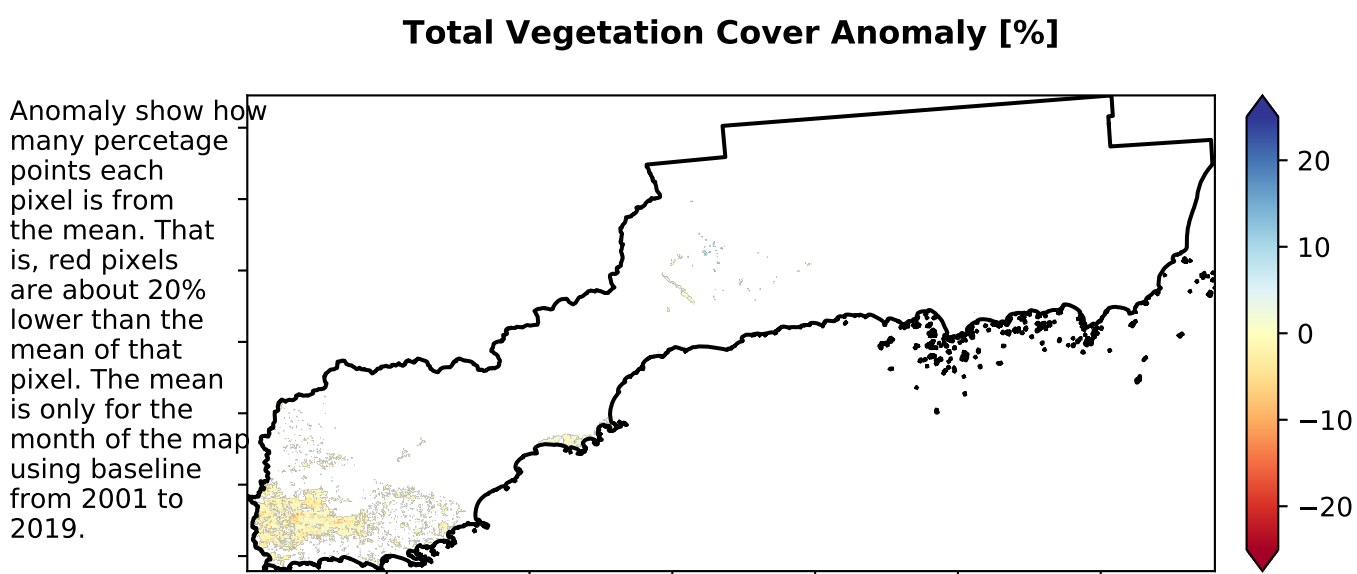 Total Vegetation Cover Anomaly [%]
Anomaly show how
many percetage
points each
pixel is from
the mean. That
is, red pixels
are about 20%
lower than the
mean of that
pixel. The mean
is only for the
month of the map
using baseline
from 2001 to
2019.
20
10
0
−10
−20